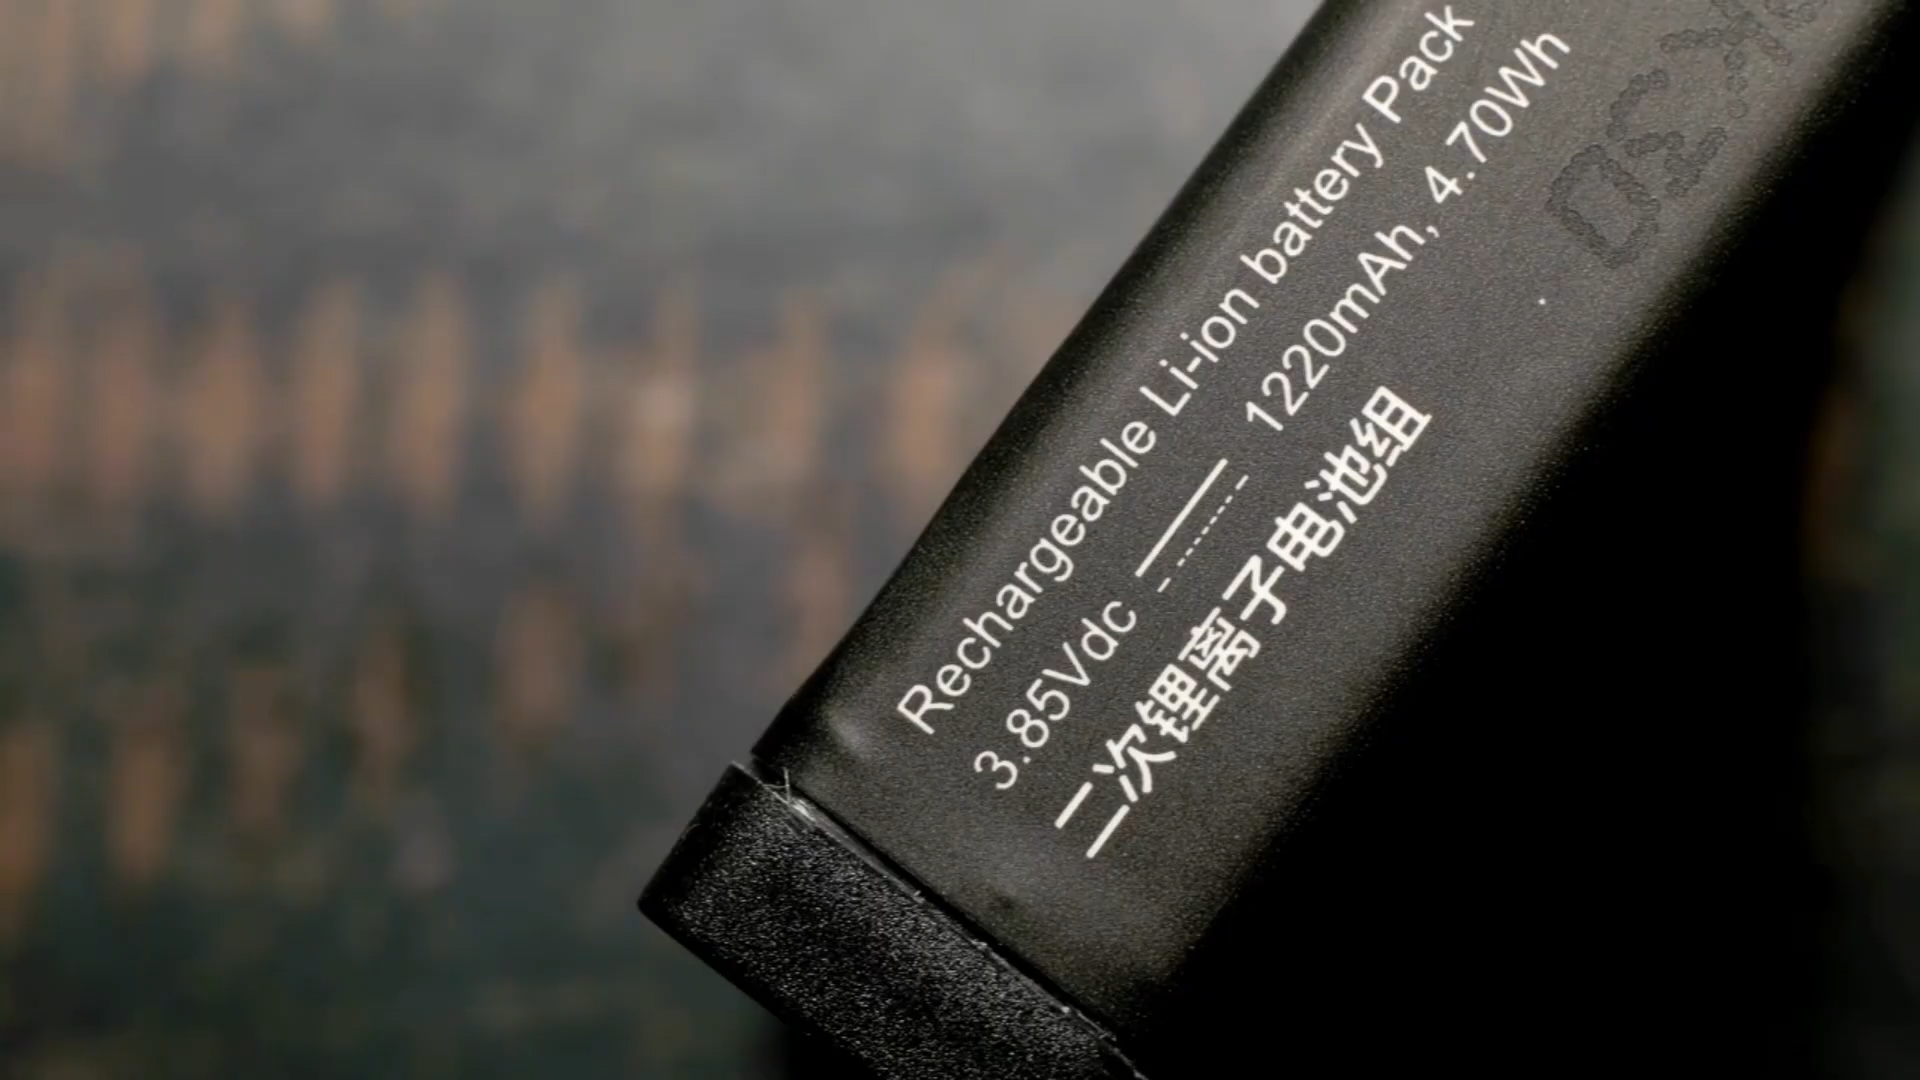 Rechargeable Li-ion battery Pack
3.85Vdc 1220mAh, 4.70Wh
二次锂离子电池组